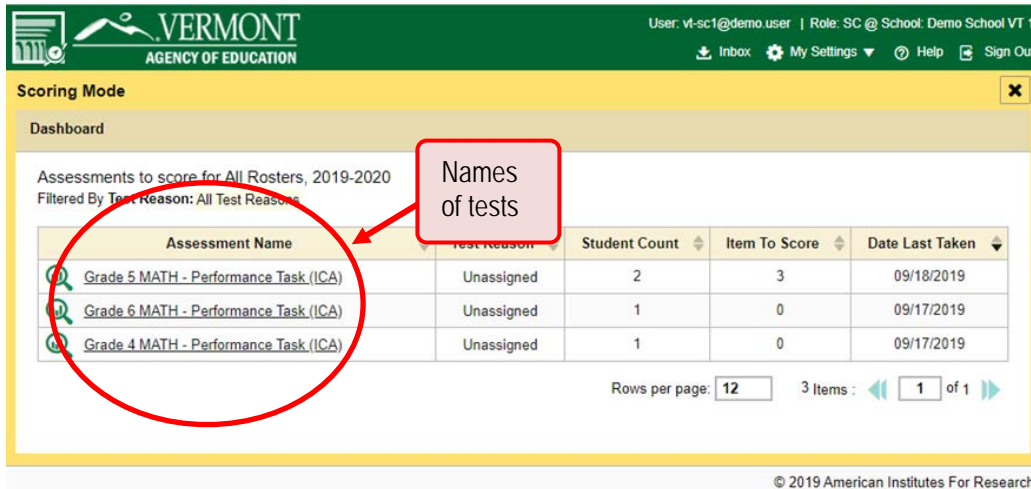 VERMONT
AGENCY OF EDUCATION
User: vt-sc1@demo.user | Role: SC @ School: Demo School VT 1
Inbox My Settings Help Sign Ou
Scoring Mode
Dashboard
Assessments to score for All Rosters, 2019-2020
Filtered By Test Reason: All Test Reasons
Names
of tests
Assessment Name Test Reason Student Count Item To Score Date Last Taken
Grade 5 MATH - Performance Task (ICA) Unassigned 2 3 09/18/2019
Grade 6 MATH - Performance Task (ICA) Unassigned 1 0 09/17/2019
Grade 4 MATH - Performance Task (ICA) Unassigned 1 0 09/17/2019
Rows per page: 12 3 Items : 1 of 1
© 2019 American Institutes For Research